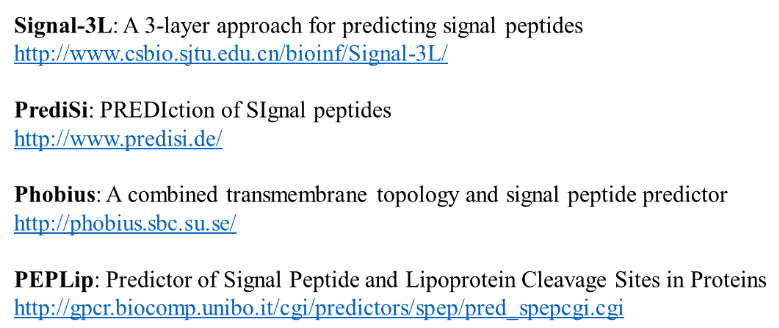 Signal-3L: A 3-layer approach for predicting signal peptides
http://www.csbio.sjtu.edu.cn/bioinf/Signal-3L/
PrediSi: PREDIction of SIgnal peptides
http://www.predisi.de/
Phobius: A combined transmembrane topology and signal peptide predictor
http://phobius.sbc.su.se/
PEPLip: Predictor of Signal Peptide and Lipoprotein Cleavage Sites in Proteins
http://gpcr.biocomp.unibo.it/cgi/predictors/spep/pred_spepcgi.cgi